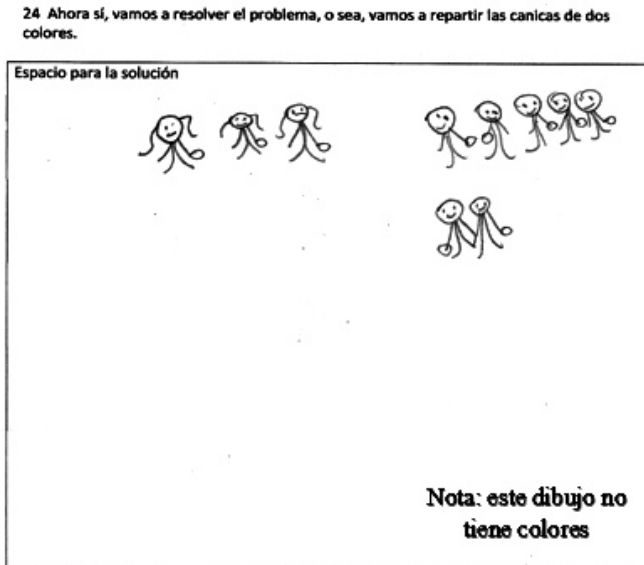 24 Ahora sí, vamos a resolver el problema, o sea, vamos a repartir las canicas de dos
colores.
Espacio para la solución
Nota: este dibujo no
tiene colores